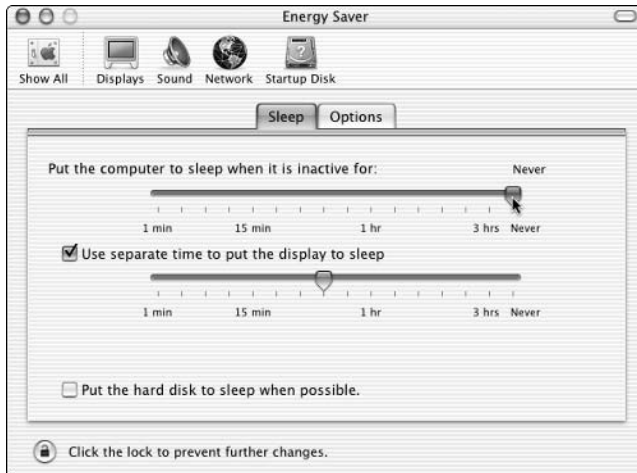 Energy Saver
Show All Displays Sound Network Startup Disk
Sleep Options
Put the computer to sleep when it is inactive for: Never
1 min 15 min 1 hr 3 hrs Never
Use separate time to put the display to sleep
1 min 15 min 1 hr 3 hrs Never
Put the hard disk to sleep when possible.
Click the lock to prevent further changes.